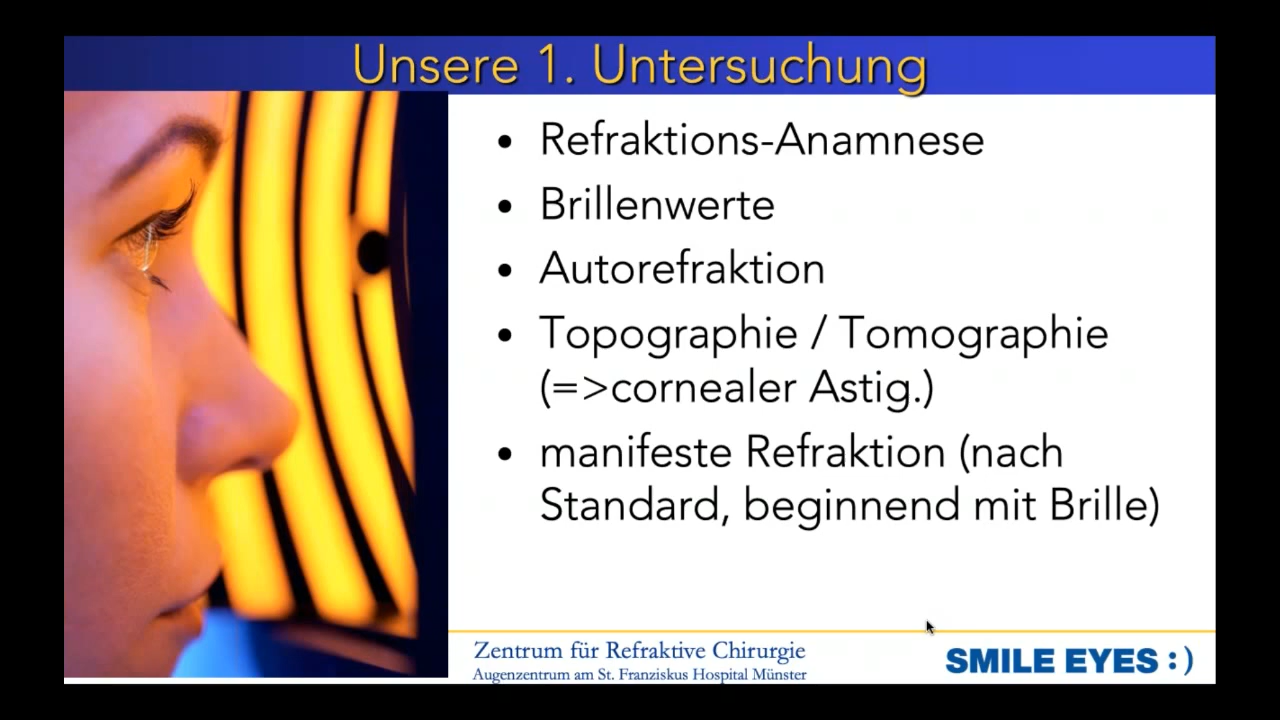 Unsere 1. Untersuchung
• Refraktions-Anamnese
• Brillenwerte
• Autorefraktion
• Topographie / Tomographie
(=>cornealer Astig.)
• manifeste Refraktion (nach
Standard, beginnend mit Brille)
Zentrum für Refraktive Chirurgie
Augenzentrum am St. Franziskus Hospital Münster
SMILE EYES :)